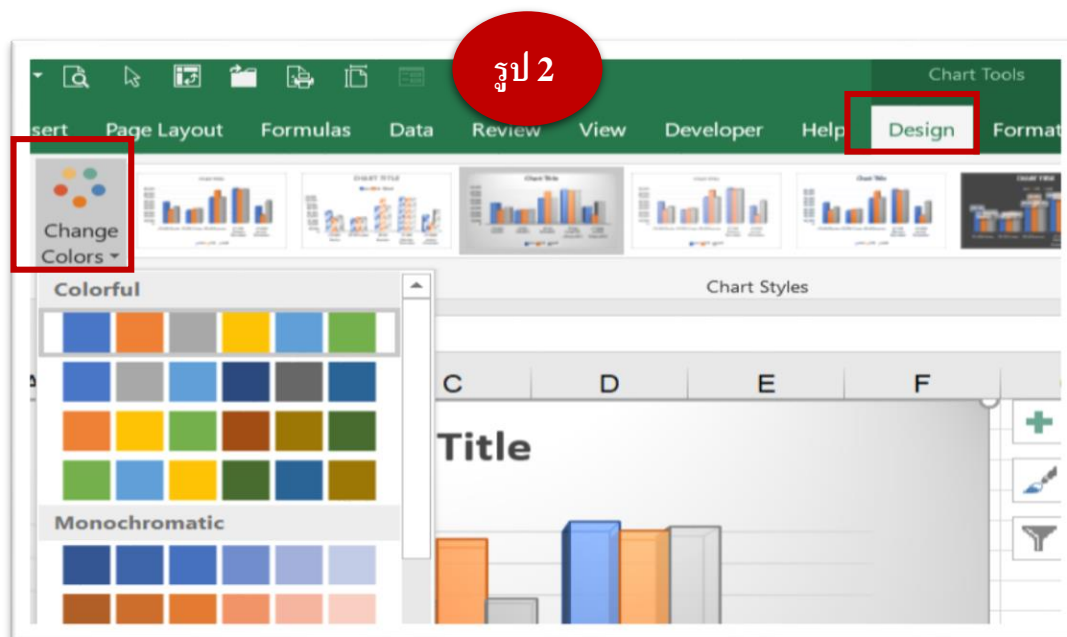 รูป 2
Chart Tools
sert Page Layout Formulas Data Review View Developer Help Design Format
Change
Colors
Chart Styles
Colorful
Monochromatic
C D E F
Title